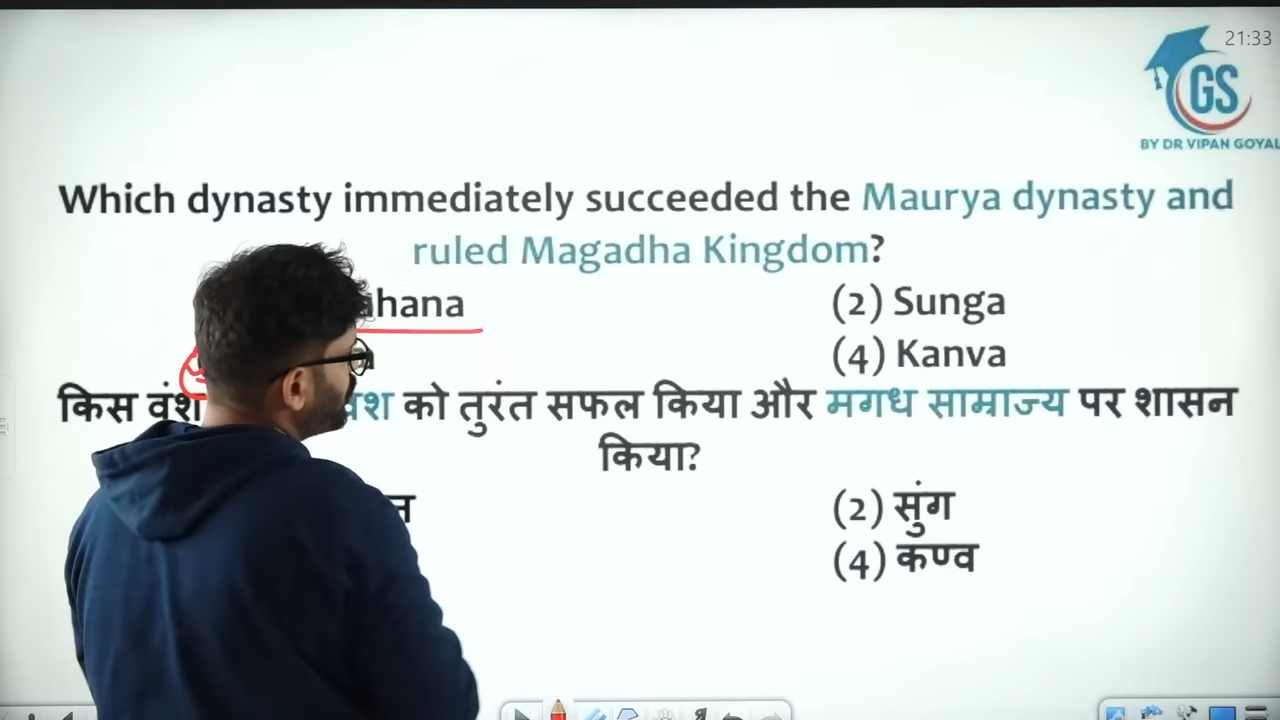 21:33
GS
BY DR VIPAN GOYAL
Which dynasty immediately succeeded the Maurya dynasty and
ruled Magadha Kingdom?
(2) Sunga
(4) Kanva
किस वंश को तुरंत सफल किया और मगध साम्राज्य पर शासन
किया?
(2) सुंग
(4) कण्व